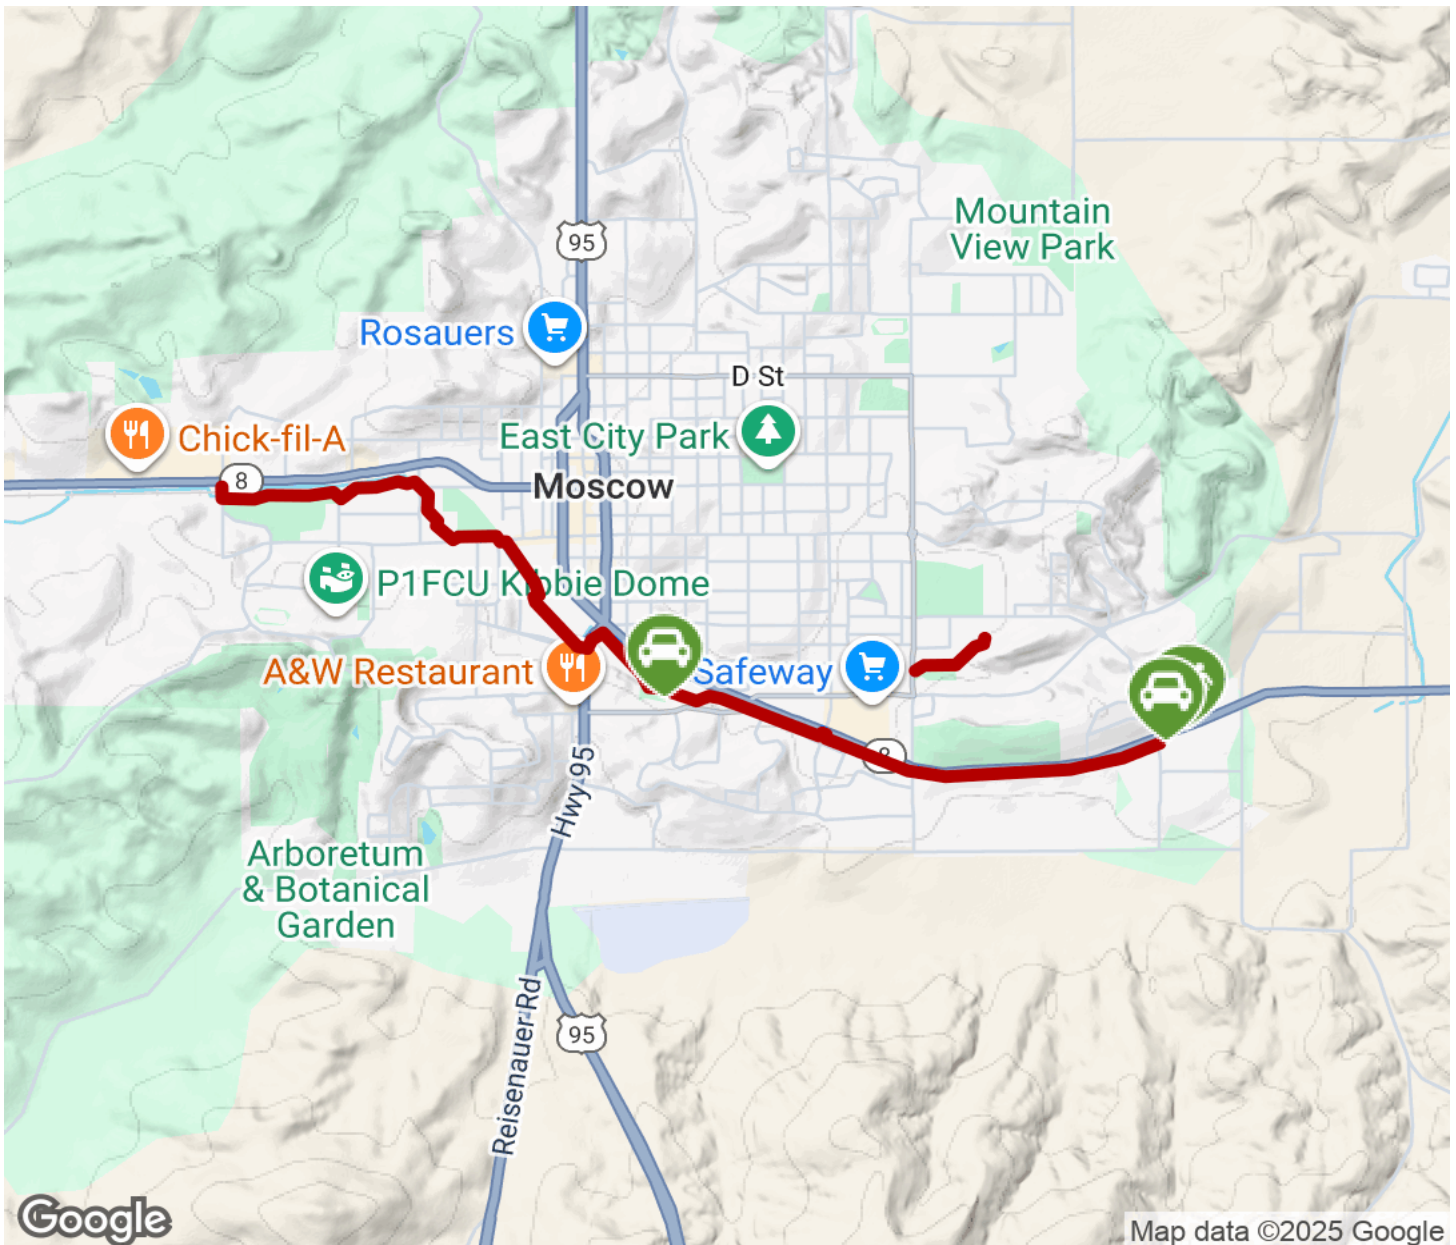 Mountain
View Park
95
Rosauers
D St
Chick-fil-A
East City Park
8
Moscow
P1FCU Kibbie Dome
A&W Restaurant
Safeway
8
Hwy 95
Arboretum
& Botanical
Garden
Reisenauer Rd
95
Google
Map data ©2025 Google